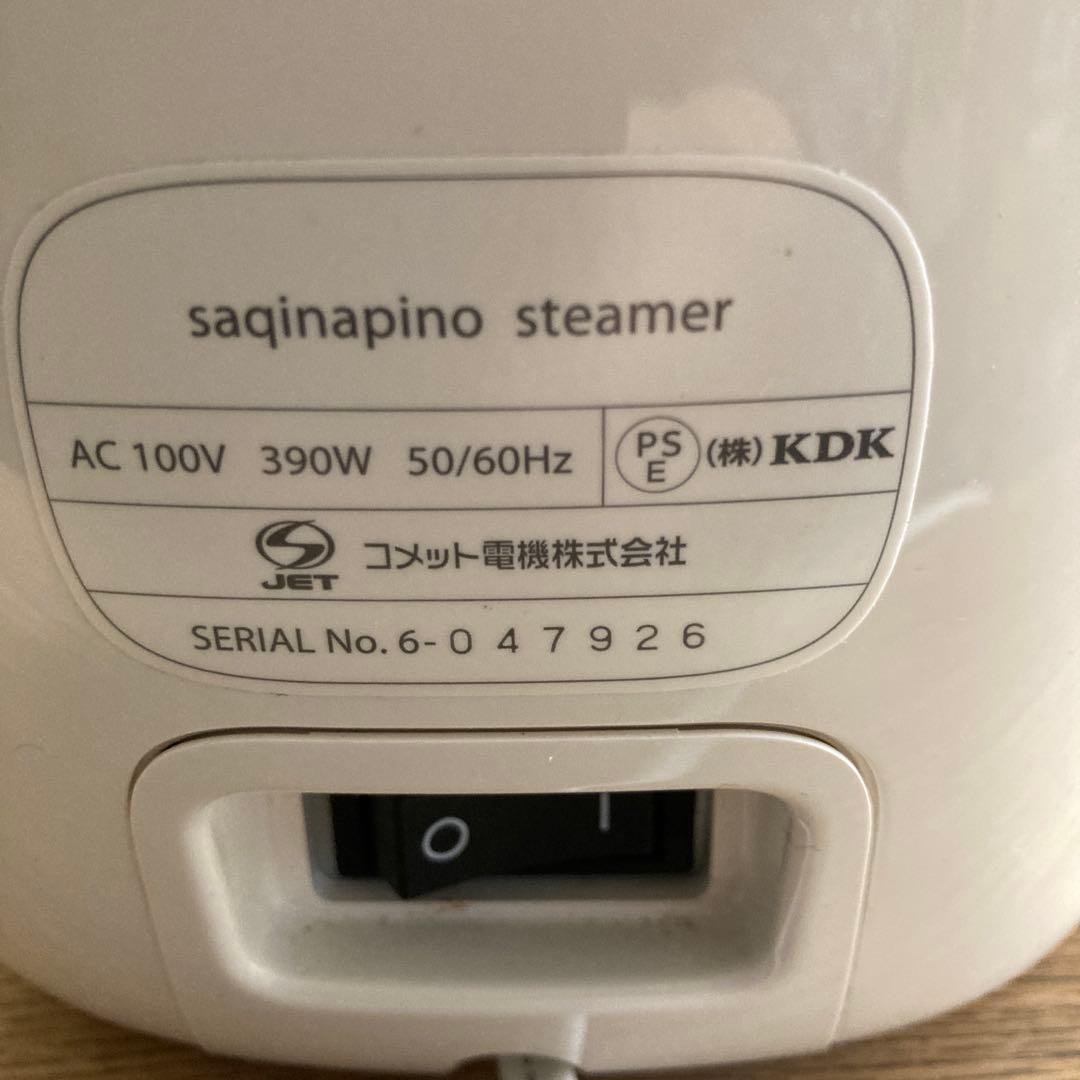 saqinapino steamer
AC 100V 390W 50/60Hz PSE (株) KDK
JET コメット電機株式会社
SERIAL No. 6-047926
O I